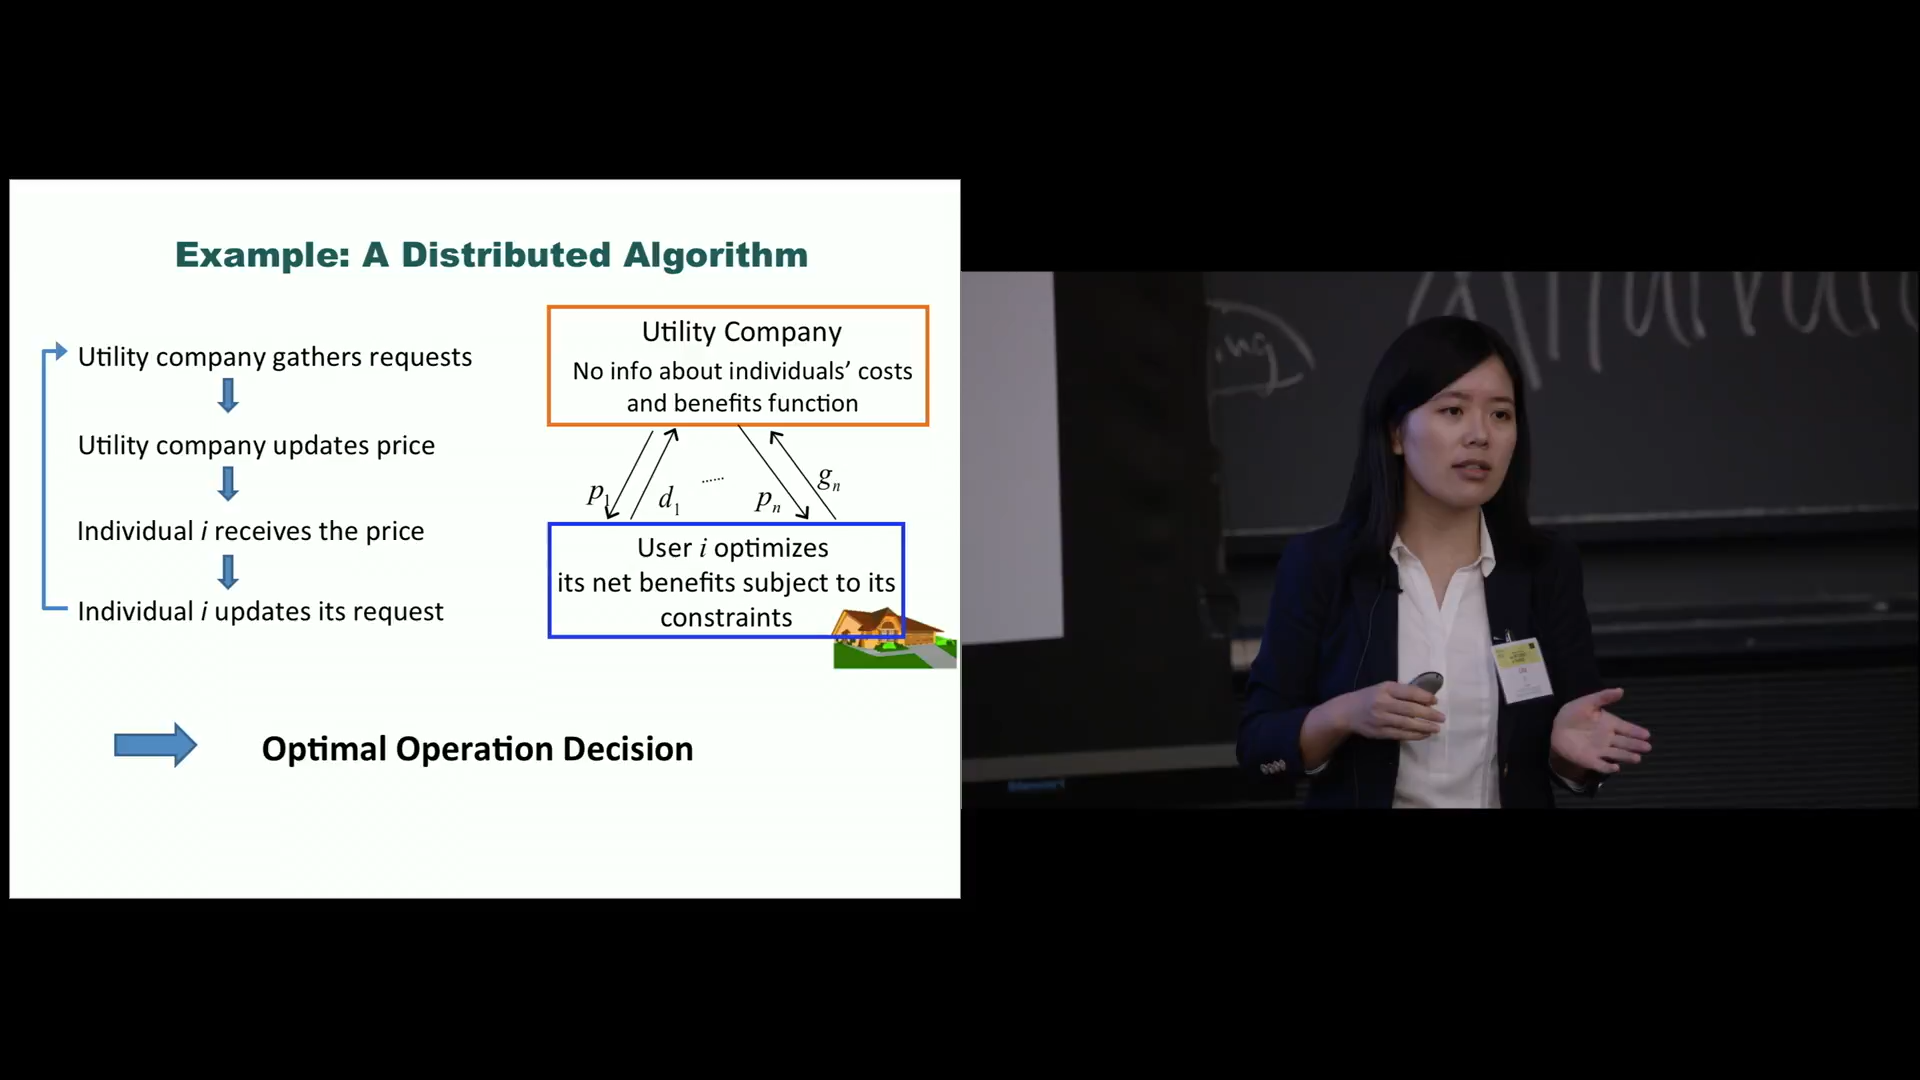 Example: A Distributed Algorithm
Utility company gathers requests
Utility company updates price
Individual i receives the price
Individual i updates its request
Utility Company
No info about individuals’ costs
and benefits function
p1
d1
......
pn
gn
User i optimizes
its net benefits subject to its
constraints
Optimal Operation Decision